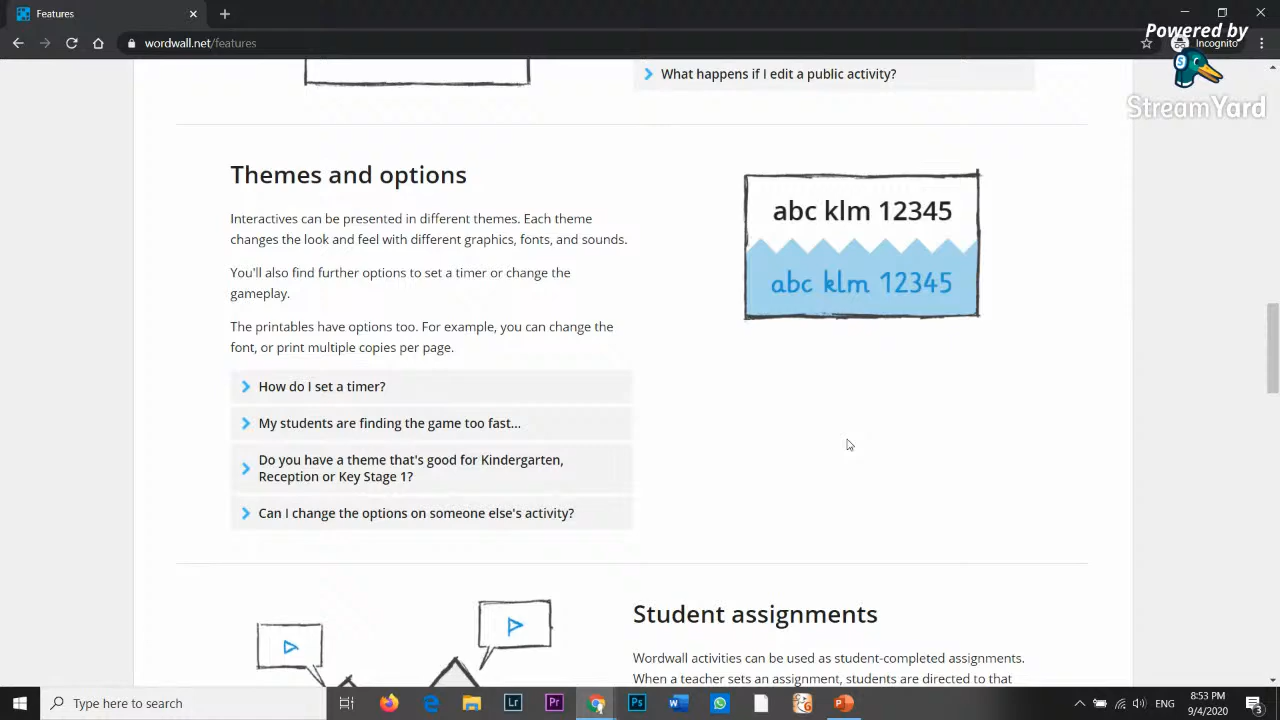 Features
wordwall.net/features
Incognito
Powered by
StreamYard
What happens if I edit a public activity?
Themes and options
Interactives can be presented in different themes. Each theme
changes the look and feel with different graphics, fonts, and sounds.
You'll also find further options to set a timer or change the
gameplay.
The printables have options too. For example, you can change the
font, or print multiple copies per page.
How do I set a timer?
My students are finding the game too fast...
Do you have a theme that's good for Kindergarten,
Reception or Key Stage 1?
Can I change the options on someone else's activity?
abc klm 12345
abc klm 12345
Student assignments
Wordwall activities can be used as student-completed assignments.
When a teacher sets an assignment, students are directed to that
Type here to search
Lr
Pr
Ps
W
P
ENG
8:53 PM
9/4/2020
3